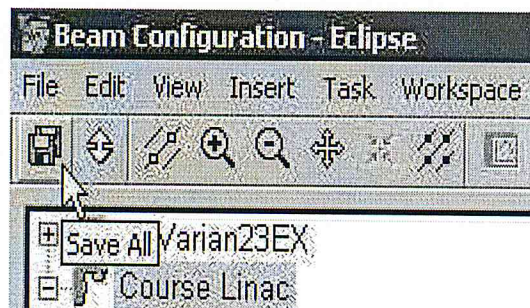 Beam Configuration - Eclipse
File Edit View Insert Task Workspace
Save All Varian23EX
Course Linac